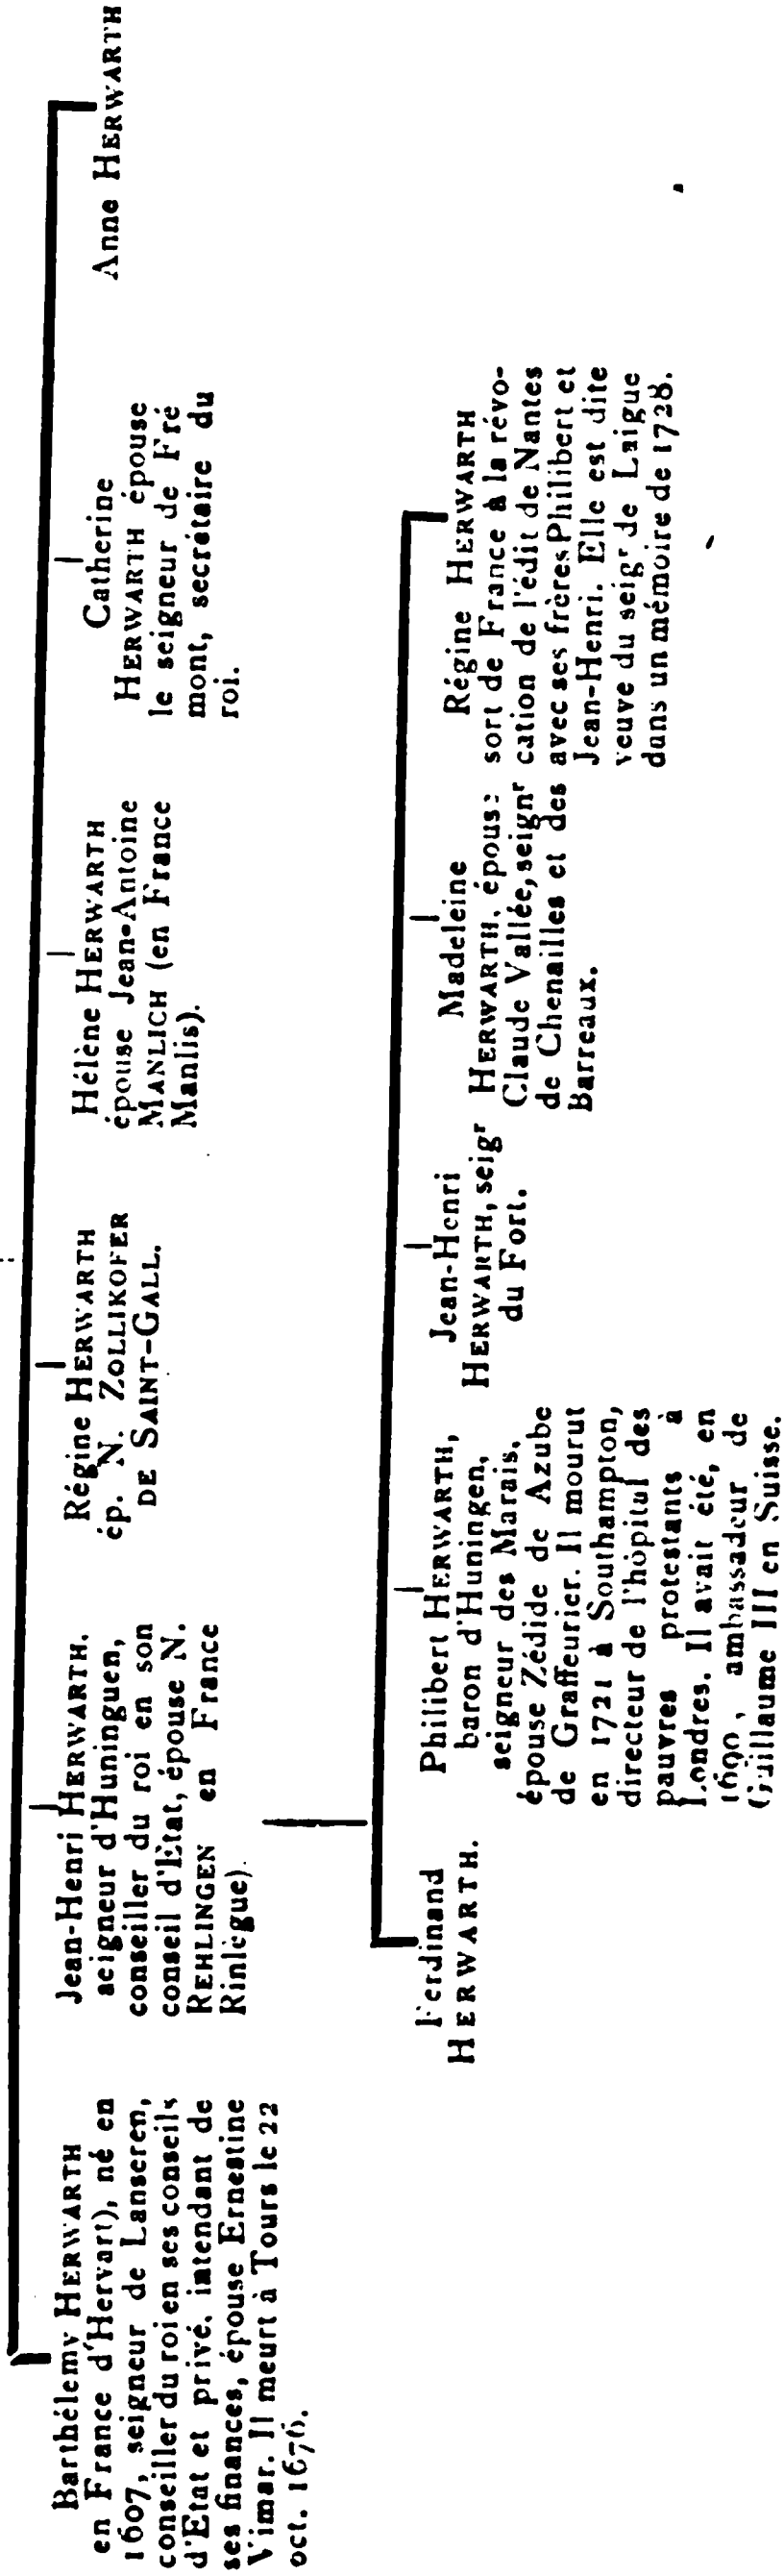 Barthélemy HERWARTH
en France d'Hervart), né en
1607, seigneur de Lanseren,
conseiller du roi en ses conseils
d'Etat et privé, intendant de
ses finances, épouse Ernestine
Vimar. Il meurt à Tours le 22
oct. 1676.
Jean-Henri HERWARTH.
seigneur d'Huninguen,
conseiller du roi en son
conseil d'Etat, épouse N.
REHLINGEN en France
Rinlègue).
Régine HERWARTH
ép. N. ZOLLIKOFER
DE SAINT-GALL.
Hélène HERWARTH
épouse Jean-Antoine
MANLICH (en France
Manlis).
Catherine
HERWARTH épouse
le seigneur de Fré
mont, secrétaire du
roi.
Anne HERWARTH
Ferdinand
HERWARTH.
Philibert HERWARTH,
baron d'Huningen,
seigneur des Marais,
épouse Zédide de Azube
de Graffeurier. Il mourut
en 1721 à Southampton,
directeur de l'hôpital des
pauvres protestants à
Londres. Il avait été, en
1690, ambassadeur de
Guillaume III en Suisse.
Jean-Henri
HERWARTH, seigr
du Fort.
Madeleine
HERWARTH, épous:
Claude Vallée, seignr
de Chenailles et des
Barreaux.
Régine HERWARTH
sort de France à la révo-
cation de l'édit de Nantes
avec ses frères Philibert et
Jean-Henri. Elle est dite
veuve du seigr de Laigue
dans un mémoire de 1728.